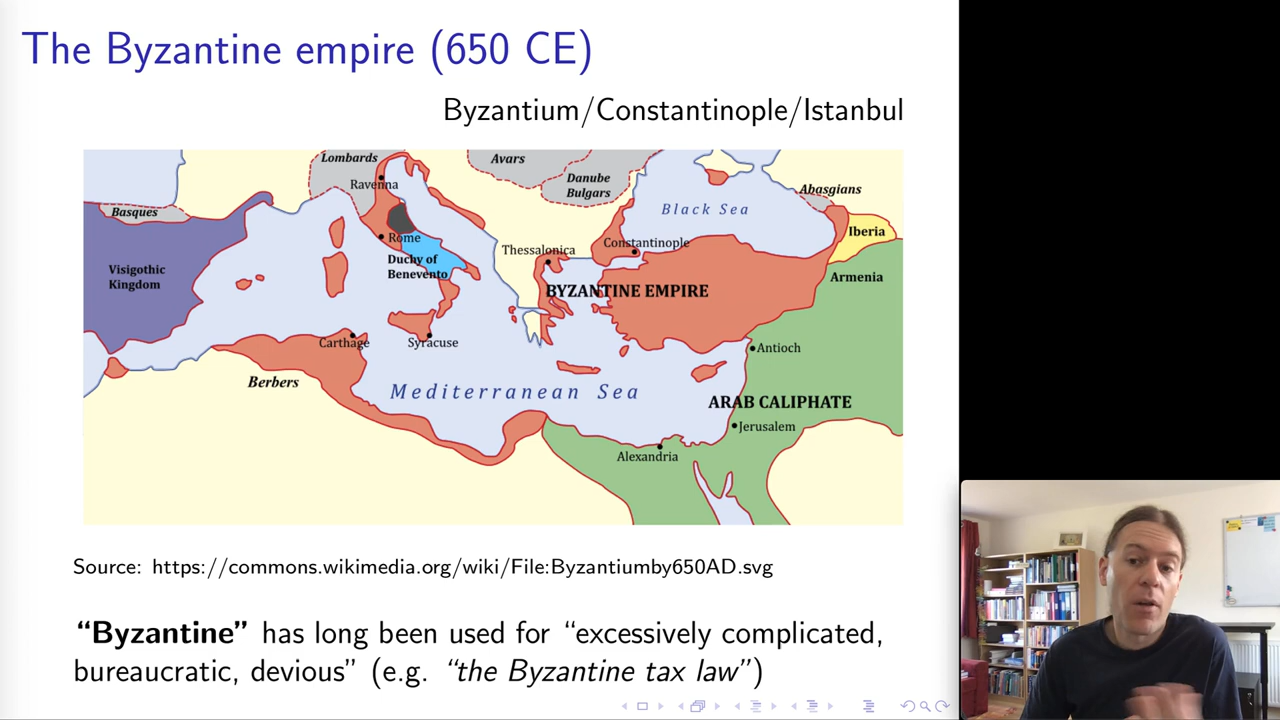 The Byzantine empire (650 CE)
Byzantium/Constantinople/Istanbul
Lombards
Avars
Ravenna
Danube
Bulgars
Abasgians
Basques
Black Sea
Iberia
Rome
Constantinople
Thessalonica
Duchy of
Benevento
Visigothic
Kingdom
Armenia
BYZANTINE EMPIRE
Carthage
Syracuse
Antioch
Berbers
Mediterranean Sea
ARAB CALIPHATE
Jerusalem
Alexandria
Source: https://commons.wikimedia.org/wiki/File:Byzantiumby650AD.svg
“Byzantine” has long been used for “excessively complicated,
bureaucratic, devious” (e.g. “the Byzantine tax law”)